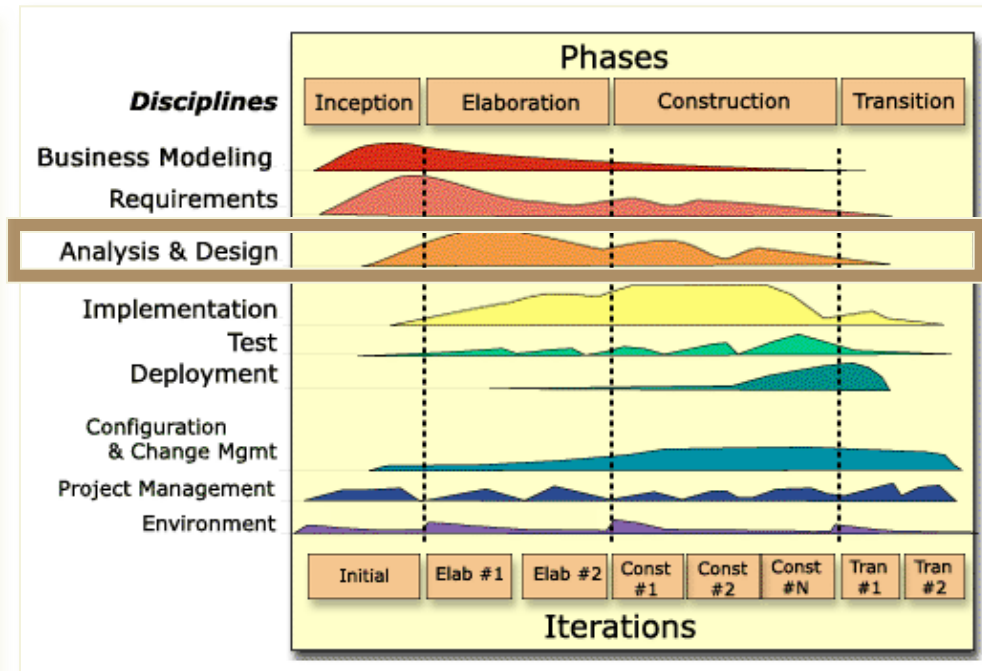 Phases
Disciplines Inception Elaboration Construction Transition
Business Modeling
Requirements
Analysis & Design
Implementation
Test
Deployment
Configuration
& Change Mgmt
Project Management
Environment
Initial Elab #1 Elab #2 Const #1 Const #2 Const #N Tran #1 Tran #2
Iterations